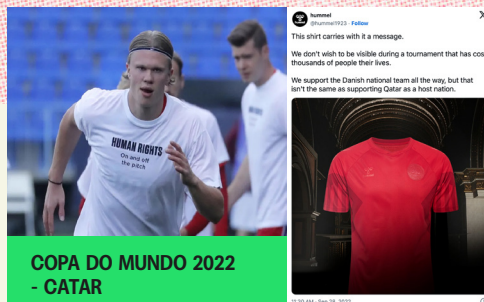 HUMAN RIGHTS
On and off
the pitch
COPA DO MUNDO 2022
- CATAR
hummel
@hummel1923 · Follow
This shirt carries with it a message.
We don't wish to be visible during a tournament that has cos
thousands of people their lives.
We support the Danish national team all the way, but that
isn't the same as supporting Qatar as a host nation.